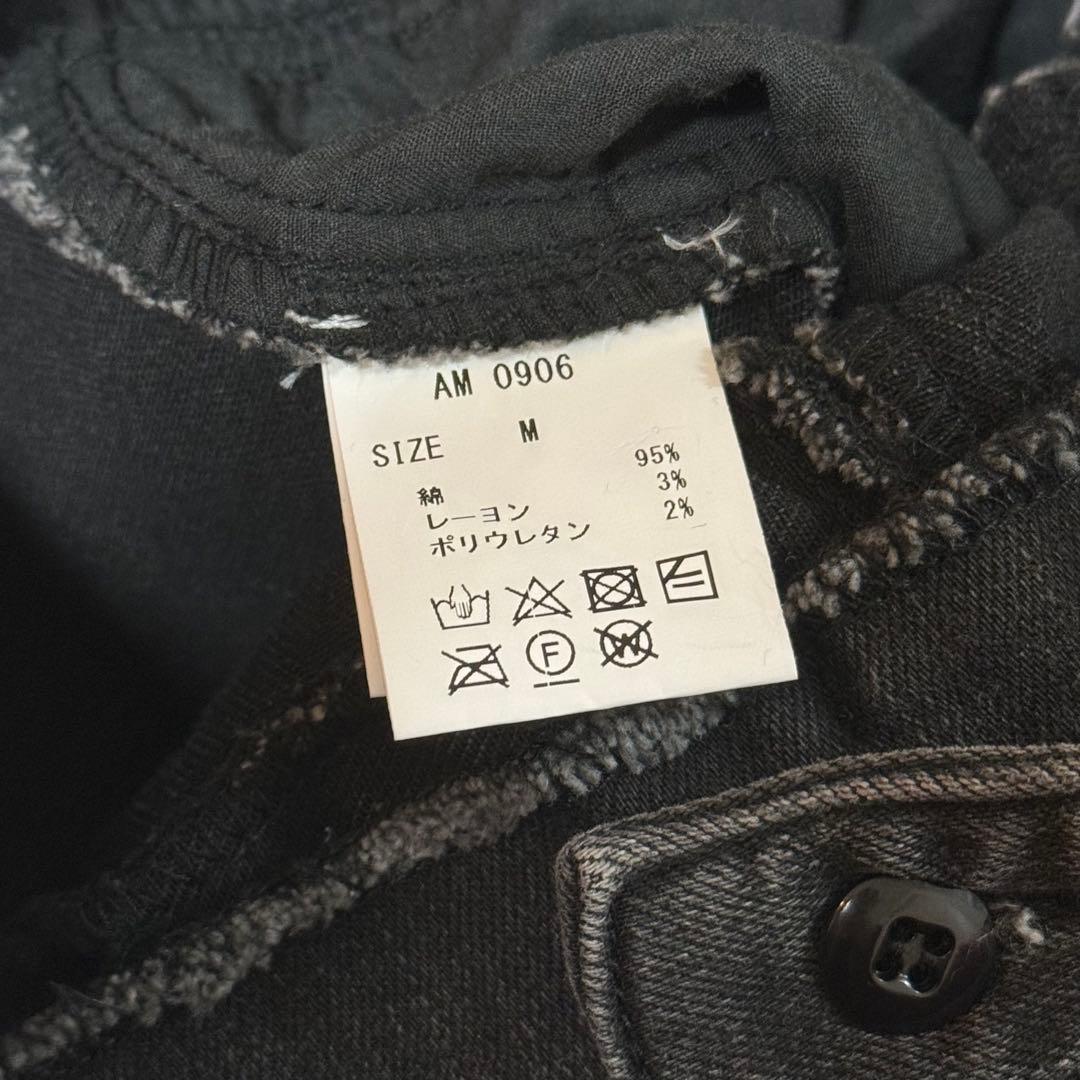 AM 0906
SIZE M
綿 95%
レーヨン 3%
ポリウレタン 2%
F
W